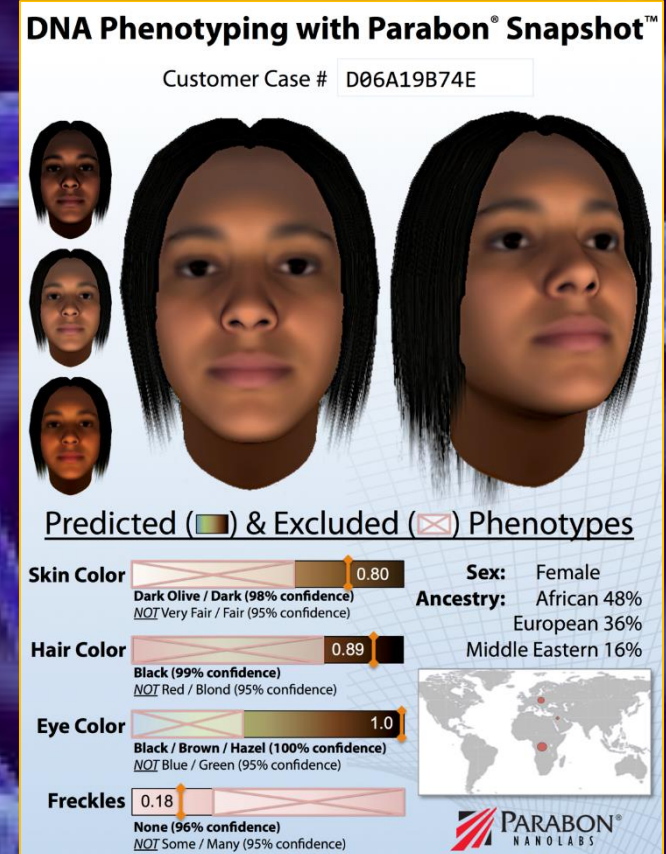 DNA Phenotyping with Parabon® Snapshot™
Customer Case # D06A19B74E
Predicted ( ) & Excluded ( ) Phenotypes
Skin Color 0.80
Dark Olive / Dark (98% confidence)
NOT Very Fair / Fair (95% confidence)
Hair Color 0.89
Black (99% confidence)
NOT Red / Blond (95% confidence)
Eye Color 1.0
Black / Brown / Hazel (100% confidence)
NOT Blue / Green (95% confidence)
Freckles 0.18
None (96% confidence)
NOT Some / Many (95% confidence)
Sex: Female
Ancestry: African 48%
European 36%
Middle Eastern 16%
PARABON®
NANOLABS